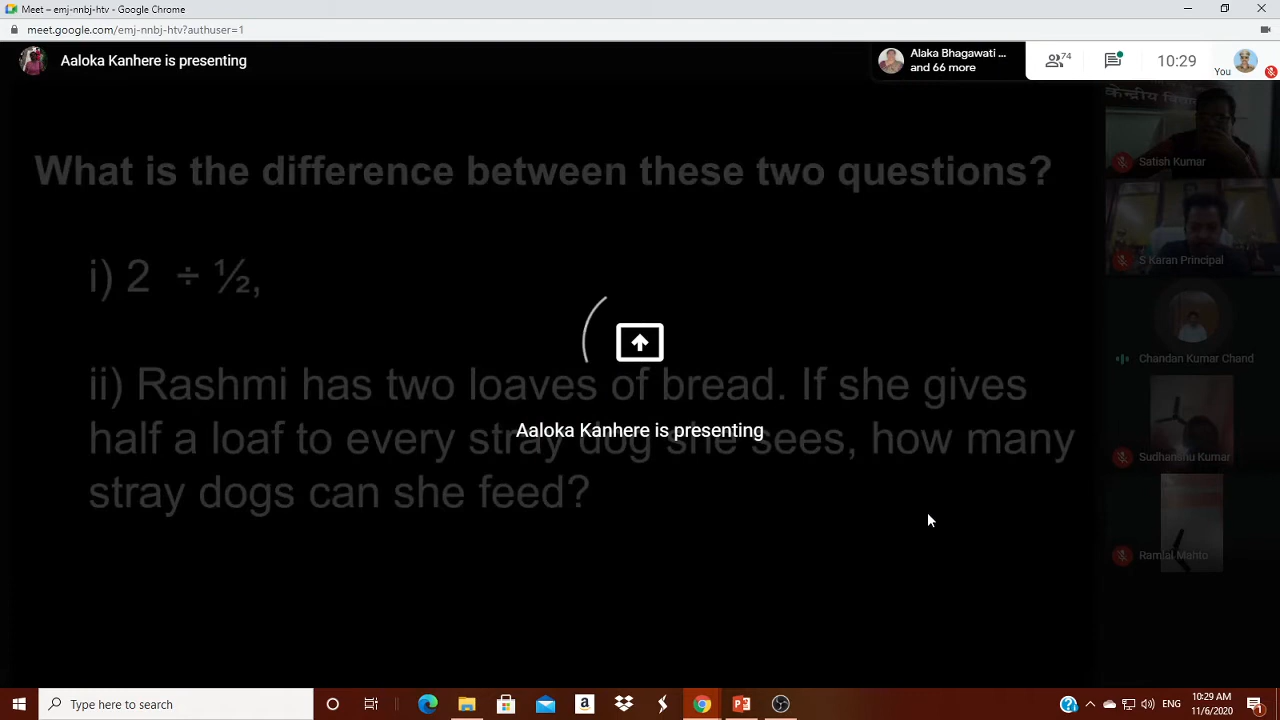 Meet – emj-nnbj-htv - Google Chrome
meet.google.com/emj-nnbj-htv?authuser=1
Aaloka Kanhere is presenting
Alaka Bhagawati ...
and 66 more
74
10:29
You
What is the difference between these two questions?
i) 2 ÷ ½,
ii) Rashmi has two loaves of bread. If she gives
half a loaf to every stray dog she sees, how many
stray dogs can she feed?
Aaloka Kanhere is presenting
केन्द्रीय
Satish Kumar
S Karan Principal
Chandan Kumar Chand
Sudhanshu Kumar
Ramlal Mahto
Type here to search
10:29 AM
11/6/2020